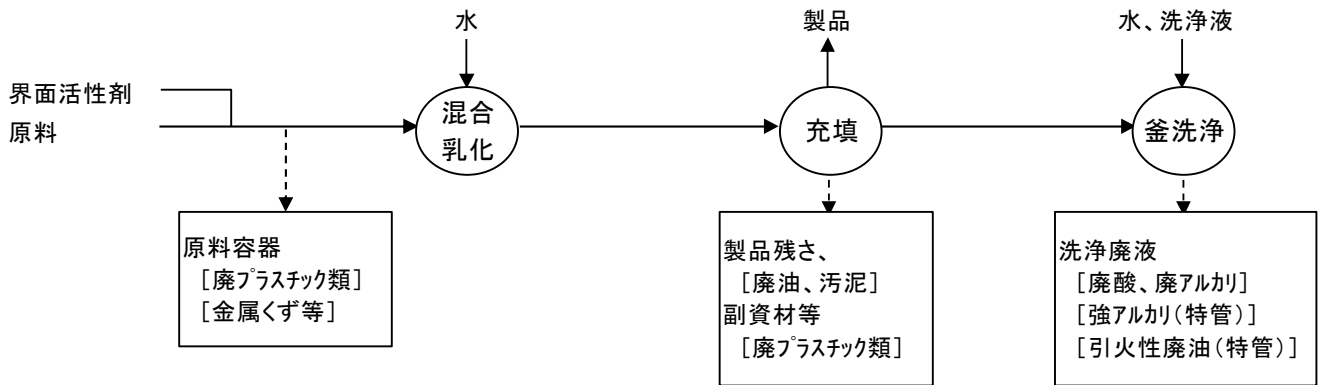 水
製品
水、洗浄液
界面活性剤
原料
混合
乳化
充填
釜洗浄
原料容器
[廃プラスチック類]
[金属くず等]
製品残さ、
[廃油、汚泥]
副資材等
[廃プラスチック類]
洗浄廃液
[廃酸、廃アルカリ]
[強アルカリ(特管)]
[引火性廃油(特管)]